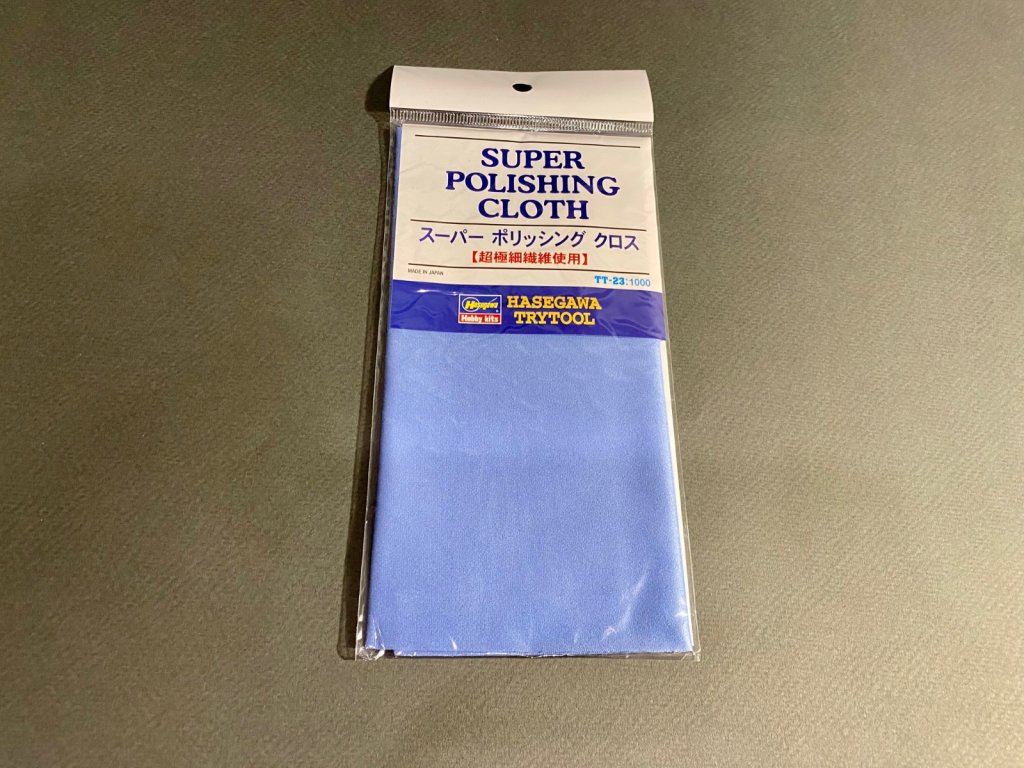 SUPER
POLISHING
CLOTH
スーパー ポリッシング クロス
【超極細繊維使用】
MADE IN JAPAN
TT-23:1000
Hasegawa
Hobby kits
HASEGAWA
TRYTOOL